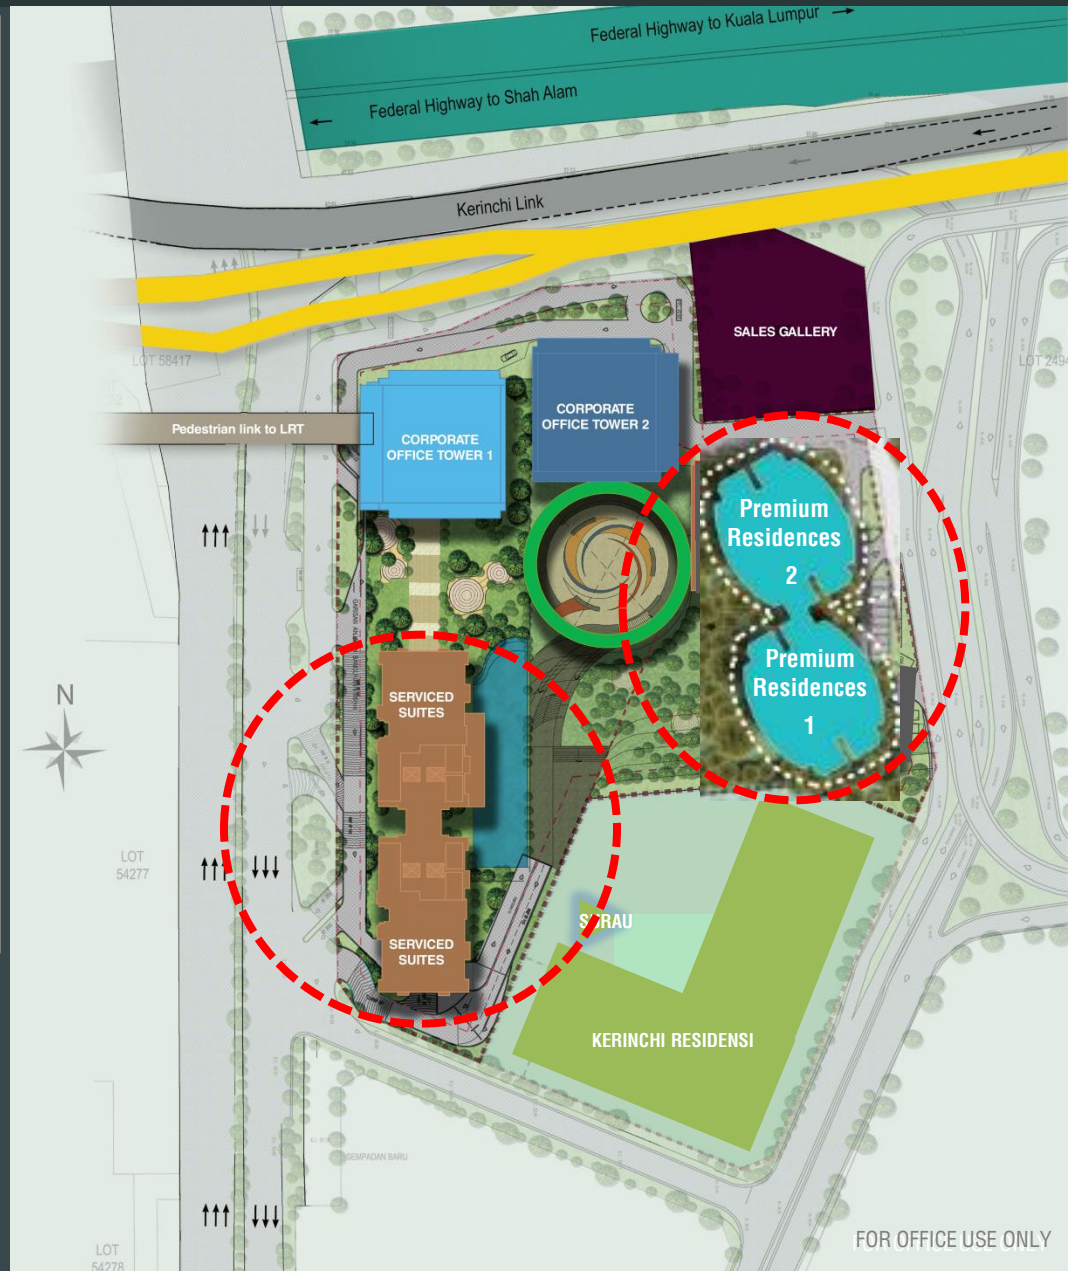 Federal Highway to Kuala Lumpur
Federal Highway to Shah Alam
Kerinchi Link
SALES GALLERY
LOT 58417
LOT 2494
Pedestrian link to LRT
CORPORATE
OFFICE TOWER 1
CORPORATE
OFFICE TOWER 2
Premium
Residences
2
Premium
Residences
1
N
SERVICED
SUITES
LOT
54277
SURAU
SERVICED
SUITES
KERINCHI RESIDENSI
SEMPADAN BARU
LOT
54278
FOR OFFICE USE ONLY